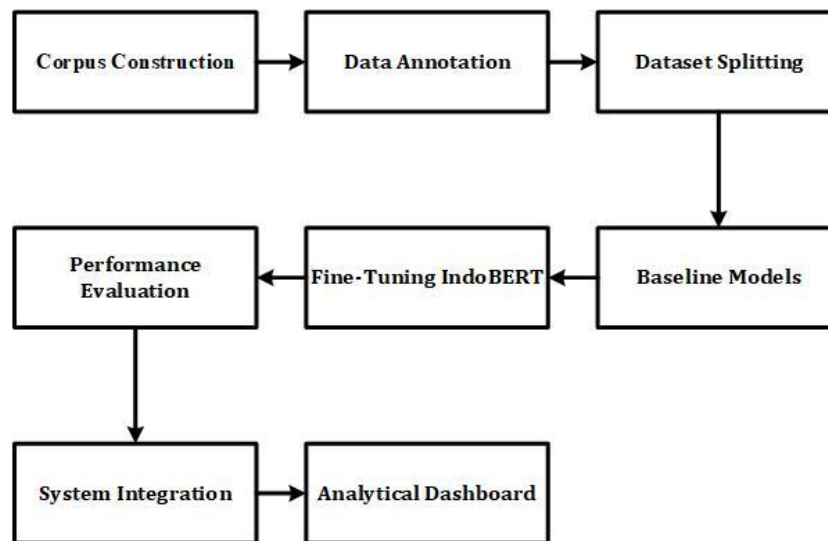 Corpus Construction
Data Annotation
Dataset Splitting
Performance
Evaluation
Fine-Tuning IndoBERT
Baseline Models
System Integration
Analytical Dashboard